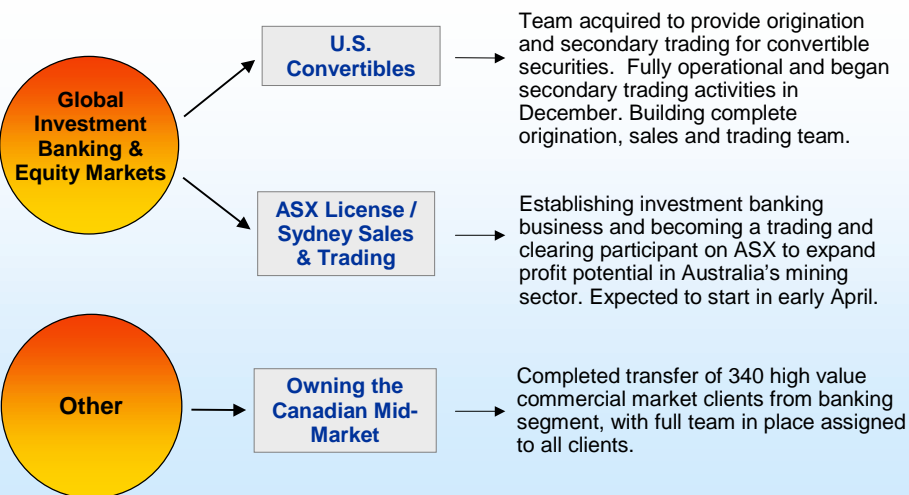 Global
Investment
Banking &
Equity Markets
U.S.
Convertibles
Team acquired to provide origination
and secondary trading for convertible
securities.  Fully operational and began
secondary trading activities in
December. Building complete
origination, sales and trading team.
ASX License /
Sydney Sales
& Trading
Establishing investment banking
business and becoming a trading and
clearing participant on ASX to expand
profit potential in Australia's mining
sector. Expected to start in early April.
Other
Owning the
Canadian Mid-
Market
Completed transfer of 340 high value
commercial market clients from banking
segment, with full team in place assigned
to all clients.